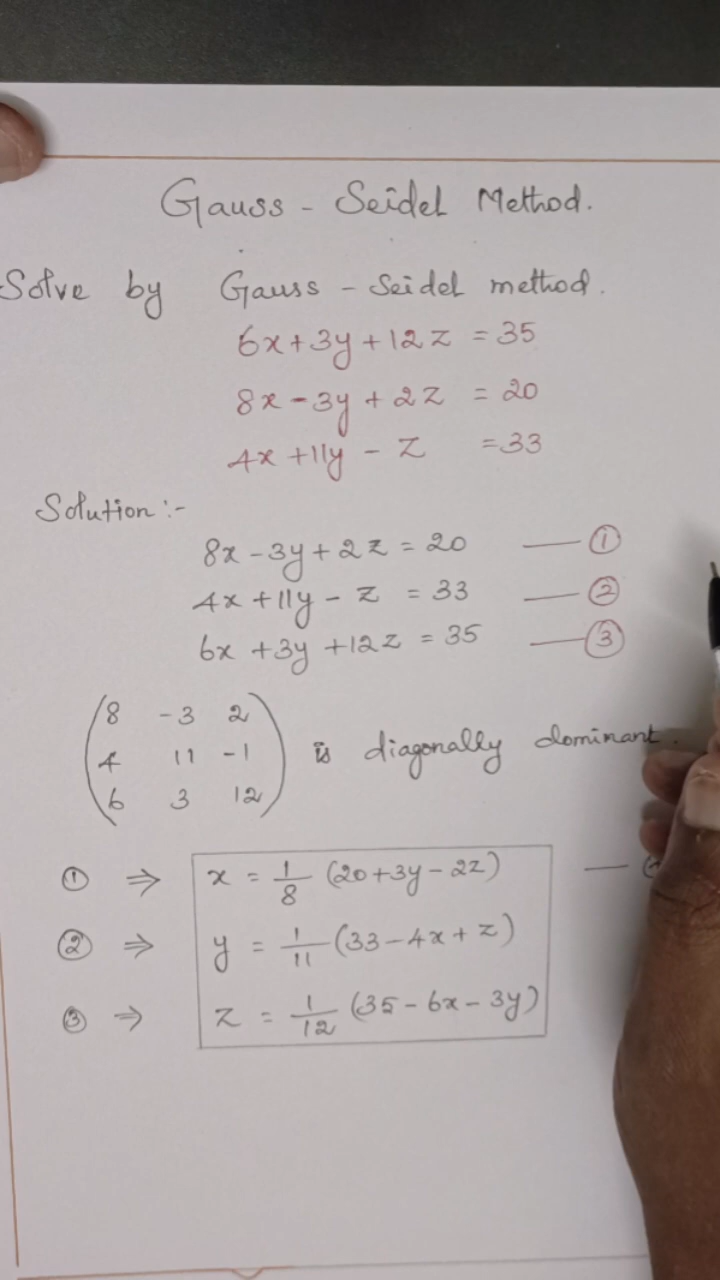 Gauss - Seidel Method.
Solve by Gauss - Seidel method.
6x+3y+12z = 35
8x-3y+2z = 20
4x+11y-z = 33
Solution :-
8x-3y+2z = 20 —— ①
4x+11y-z = 33 —— ②
6x+3y+12z = 35 —— ③
8 -3 2
4 11 -1 is diagonally dominant.
6 3 12
① ⇒ x = 1/8 (20+3y-2z) ——
② ⇒ y = 1/11 (33-4x+z)
③ ⇒ z = 1/12 (35-6x-3y)